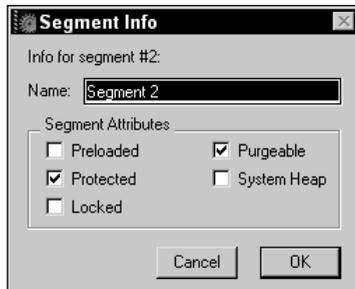 Segment Info
Info for segment #2:
Name: Segment 2
Segment Attributes
Preloaded Purgeable
Protected System Heap
Locked
Cancel OK